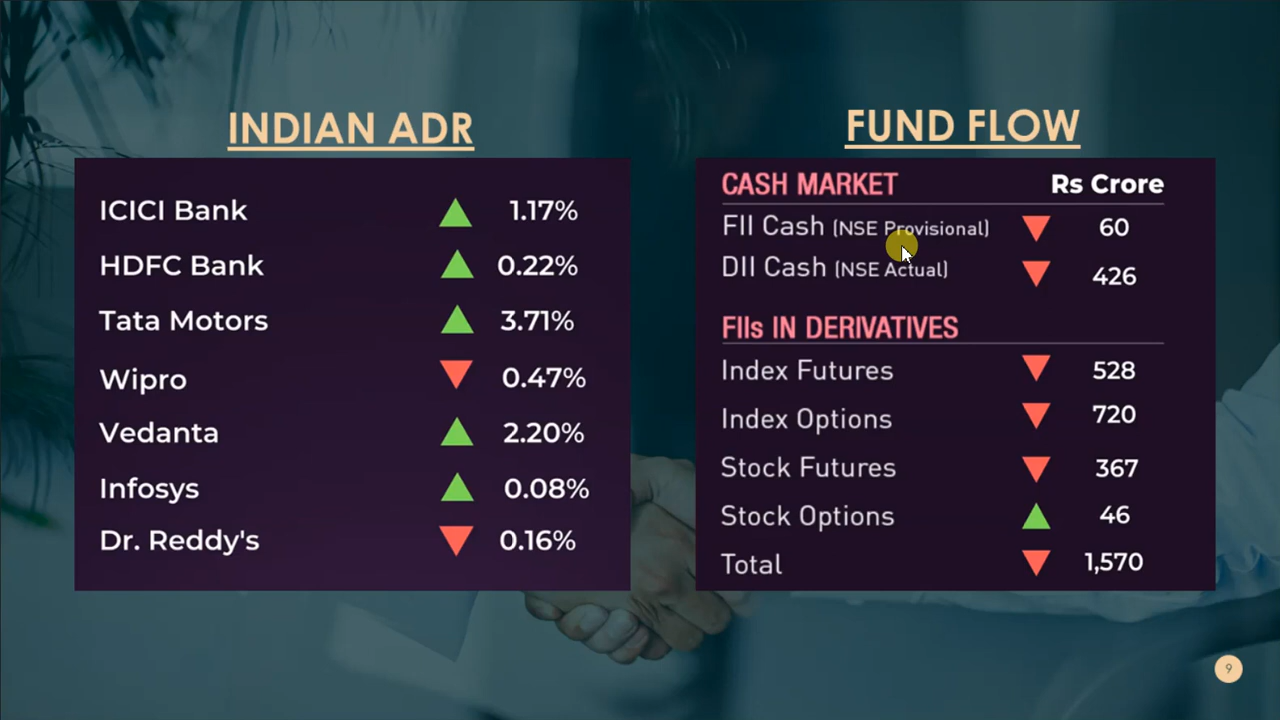 INDIAN ADR
ICICI Bank 1.17%
HDFC Bank 0.22%
Tata Motors 3.71%
Wipro 0.47%
Vedanta 2.20%
Infosys 0.08%
Dr. Reddy's 0.16%
FUND FLOW
CASH MARKET Rs Crore
FII Cash (NSE Provisional) 60
DII Cash (NSE Actual) 426
FIIs IN DERIVATIVES
Index Futures 528
Index Options 720
Stock Futures 367
Stock Options 46
Total 1,570
9